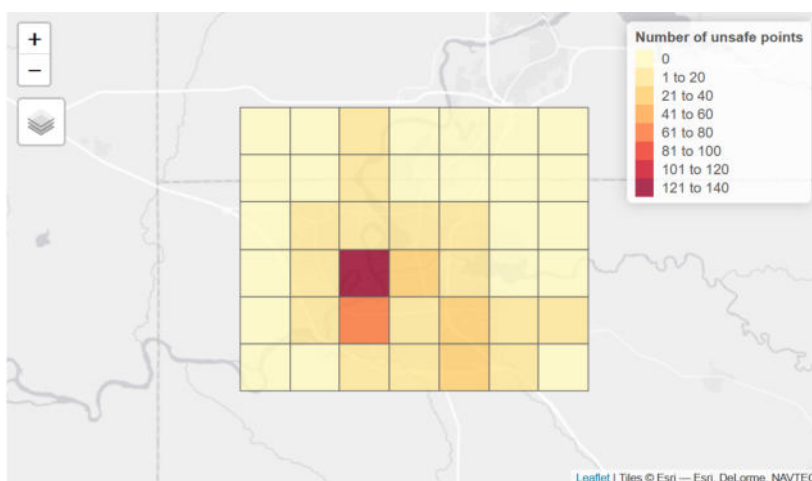 +
−
Number of unsafe points
0
1 to 20
21 to 40
41 to 60
61 to 80
81 to 100
101 to 120
121 to 140
Leaflet | Tiles © Esri — Esri, DeLorme, NAVTEQ